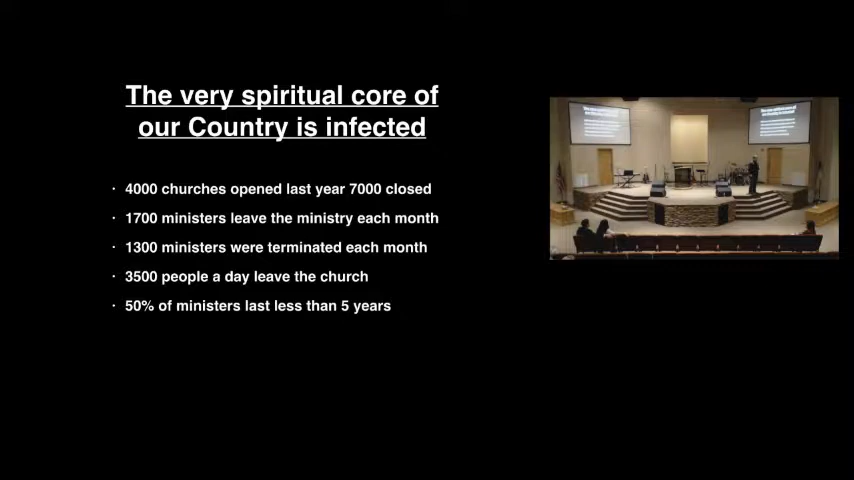 The very spiritual core of
our Country is infected
· 4000 churches opened last year 7000 closed
· 1700 ministers leave the ministry each month
· 1300 ministers were terminated each month
· 3500 people a day leave the church
· 50% of ministers last less than 5 years